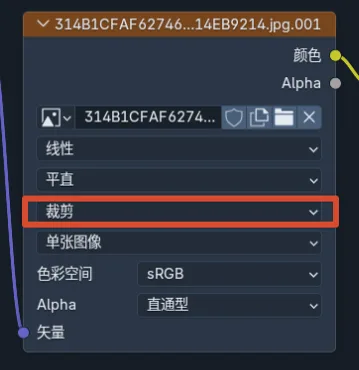 314B1CFAF62746...14EB9214.jpg.001
颜色
Alpha
314B1CFAF6274...
线性
平直
裁剪
单张图像
色彩空间 sRGB
Alpha 直通型
矢量